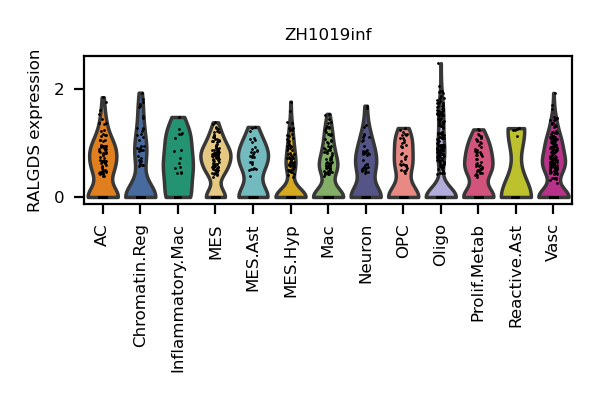 ZH1019inf
RALGDS expression
2
0
AC
Chromatin.Reg
Inflammatory.Mac
MES
MES.Ast
MES.Hyp
Mac
Neuron
OPC
Oligo
Prolif.Metab
Reactive.Ast
Vasc